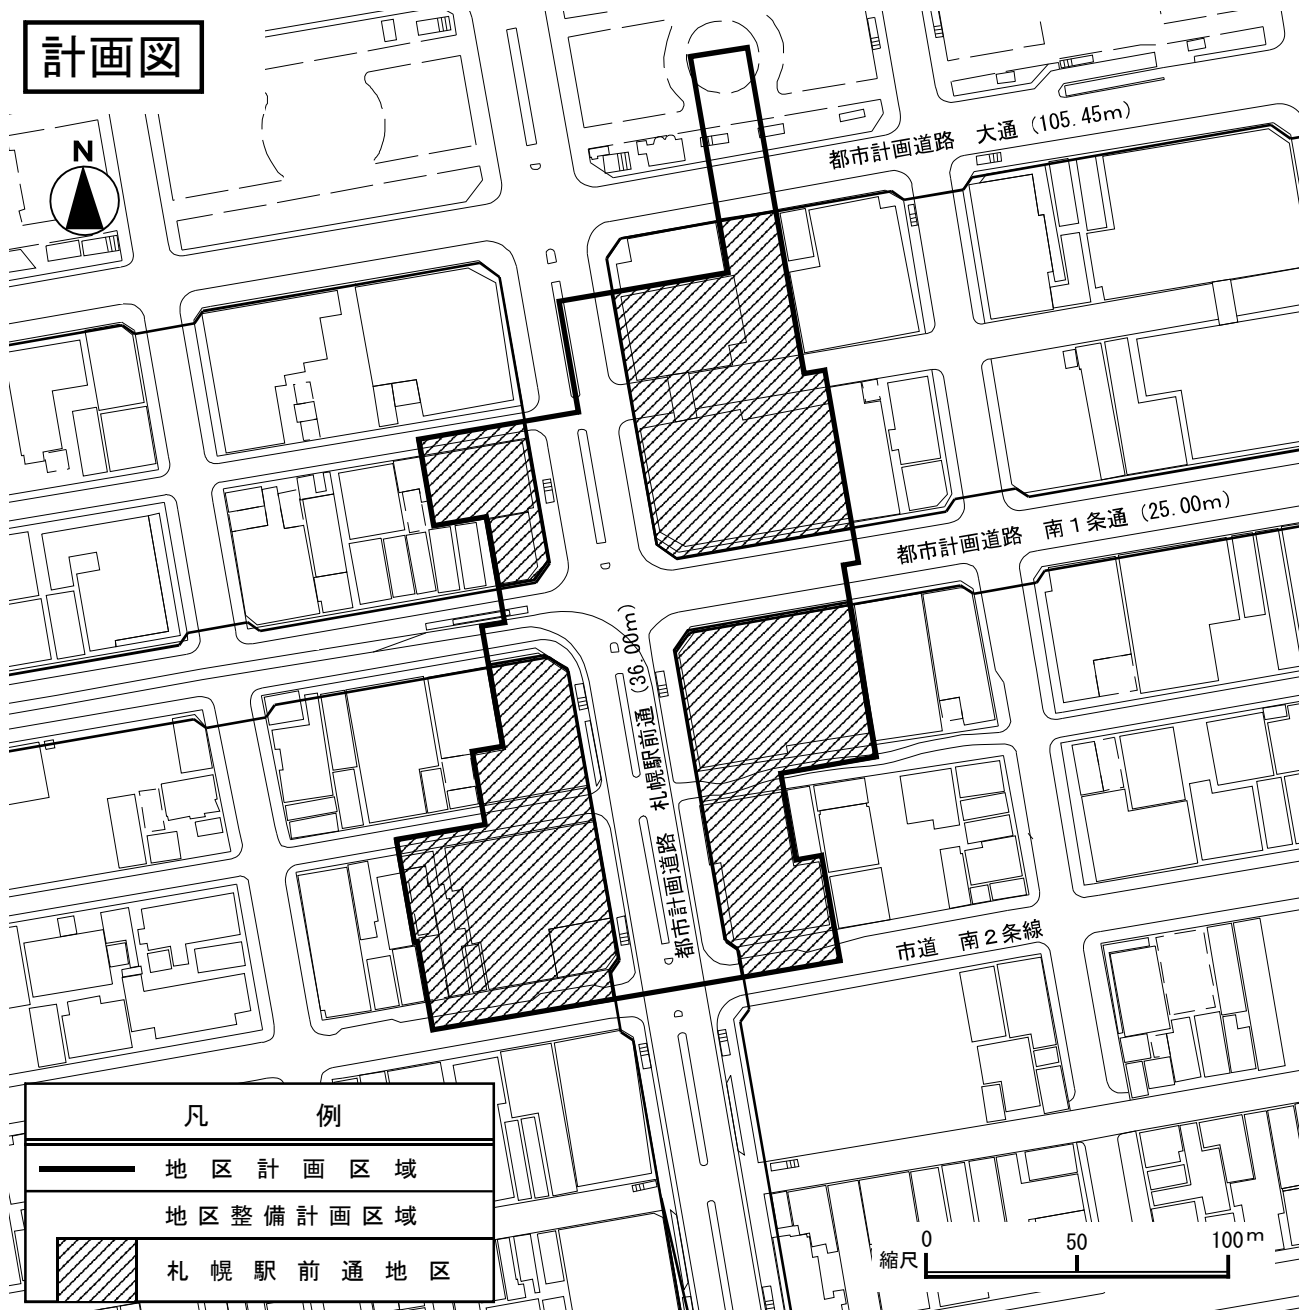 計画図
N
都市計画道路 大通(105.45m)
都市計画道路 南1条通(25.00m)
都市計画道路 札幌駅前通(36.00m)
市道 南2条線
凡例
地区計画区域
地区整備計画区域
札幌駅前通地区
縮尺 0 50 100m